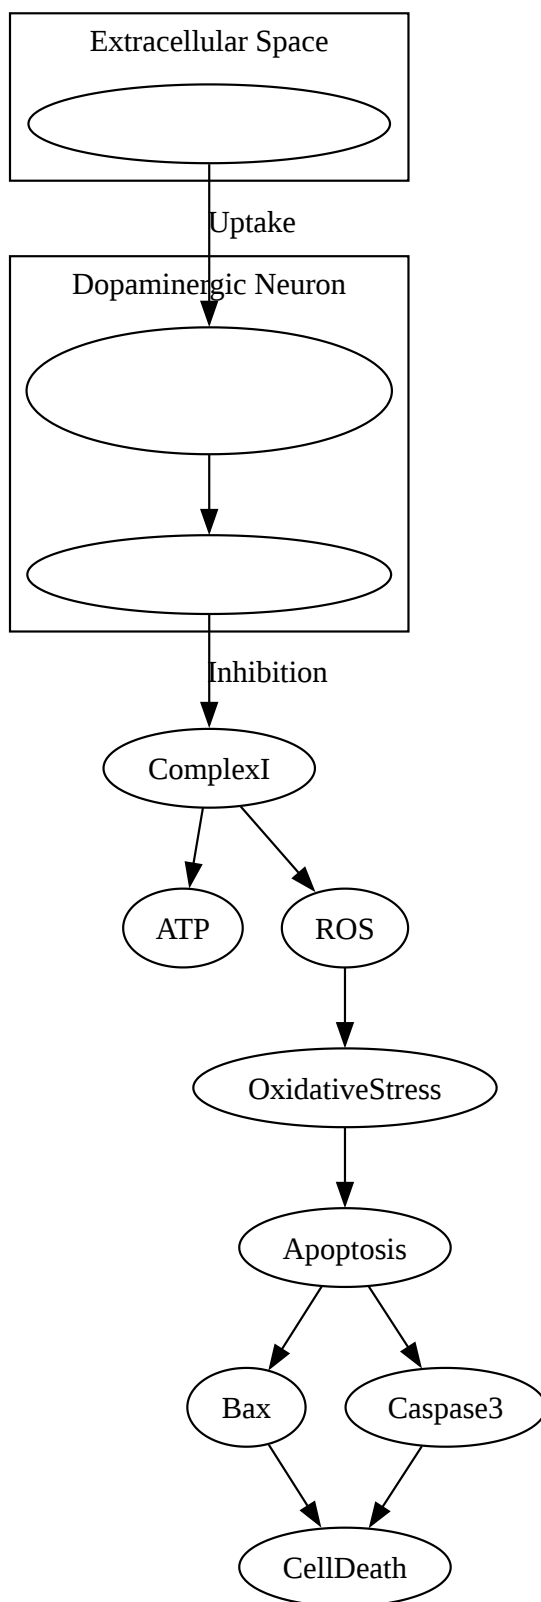 Extracellular Space
Uptake
Dopaminergic Neuron
Inhibition
ComplexI
ATP
ROS
OxidativeStress
Apoptosis
Bax
Caspase3
CellDeath